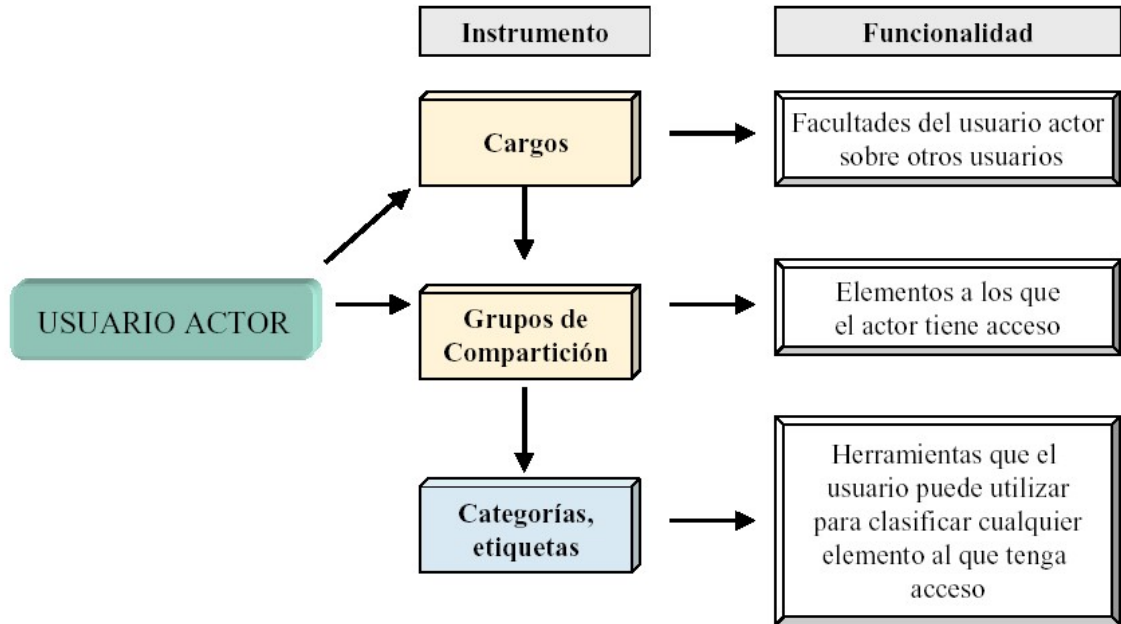 Instrumento
Funcionalidad
Cargos
Facultades del usuario actor
sobre otros usuarios
USUARIO ACTOR
Grupos de
Compartición
Elementos a los que
el actor tiene acceso
Categorías,
etiquetas
Herramientas que el
usuario puede utilizar
para clasificar cualquier
elemento al que tenga
acceso